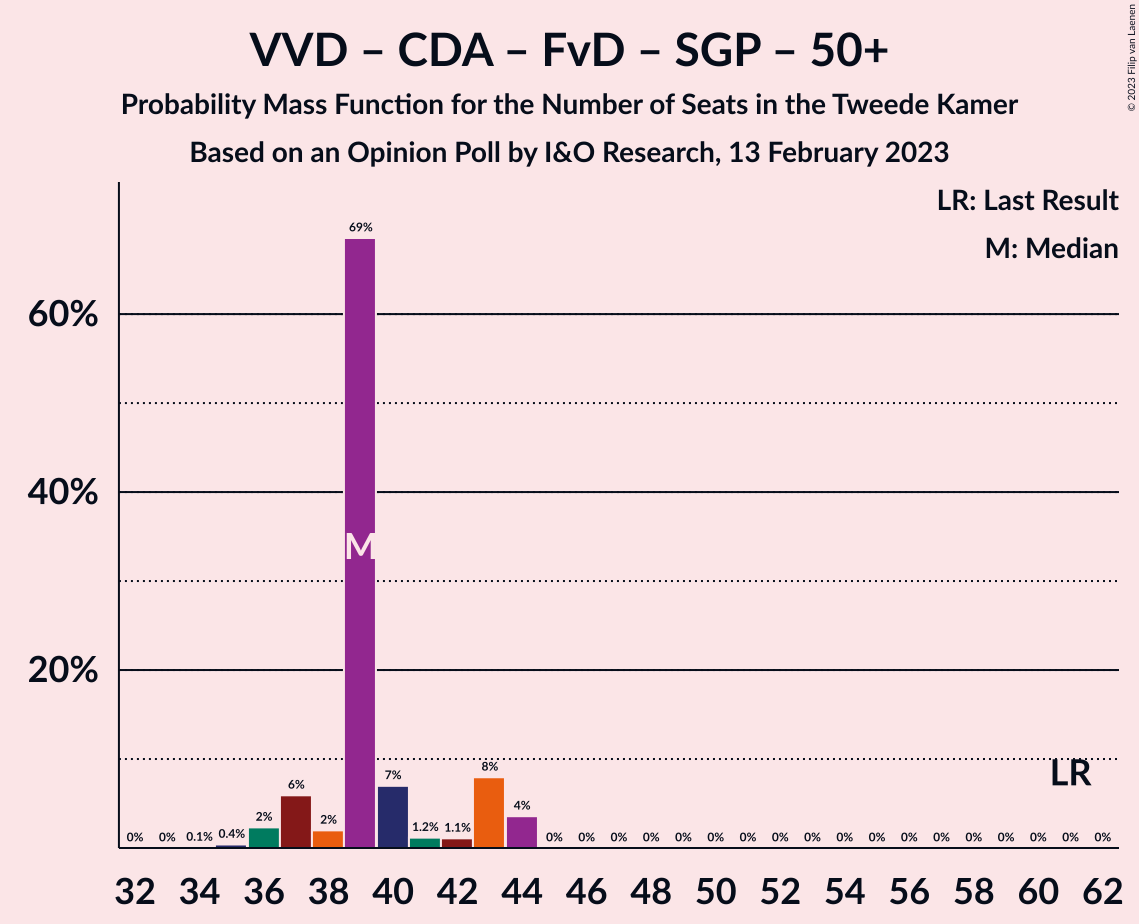 VVD – CDA – FvD – SGP – 50+
Probability Mass Function for the Number of Seats in the Tweede Kamer
Based on an Opinion Poll by I&O Research, 13 February 2023
© 2023 Filip van Laenen
LR: Last Result
M: Median
60%
40%
20%
0% 0% 0.1% 0.4% 2% 6% 2% 69% 7% 1.2% 1.1% 8% 4% 0% 0% 0% 0% 0% 0% 0% 0% 0% 0% 0% 0% 0% 0% 0% 0% 0% 0%
M
LR
32 34 36 38 40 42 44 46 48 50 52 54 56 58 60 62